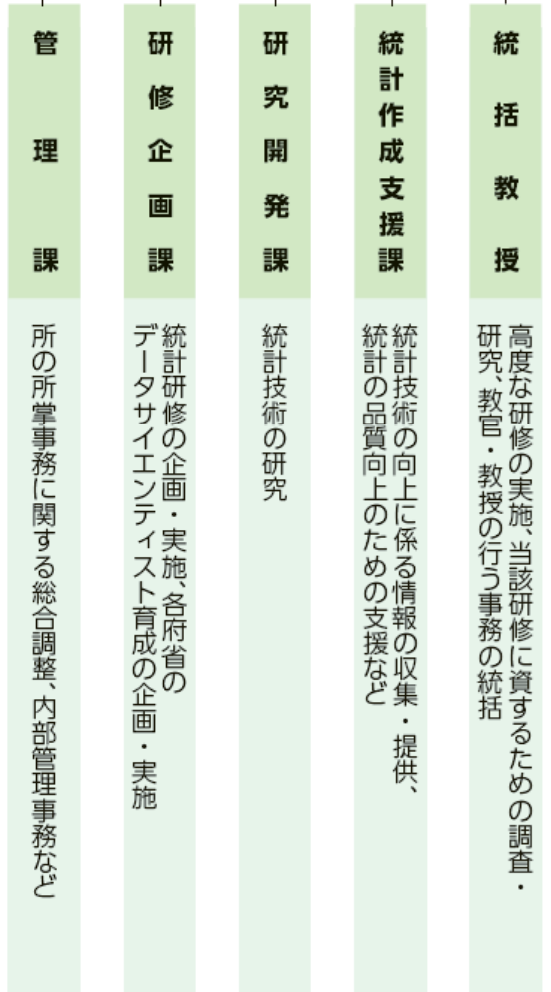 統括教授
高度な研修の実施、当該研修に資するための調査・
研究、教官・教授の行う事務の統括
統計作成支援課
統計技術の向上に係る情報の収集・提供、
統計の品質向上のための支援など
研究開発課
統計技術の研究
研修企画課
統計研修の企画・実施、各府省の
データサイエンティスト育成の企画・実施
管理課
所の所掌事務に関する総合調整、内部管理事務など